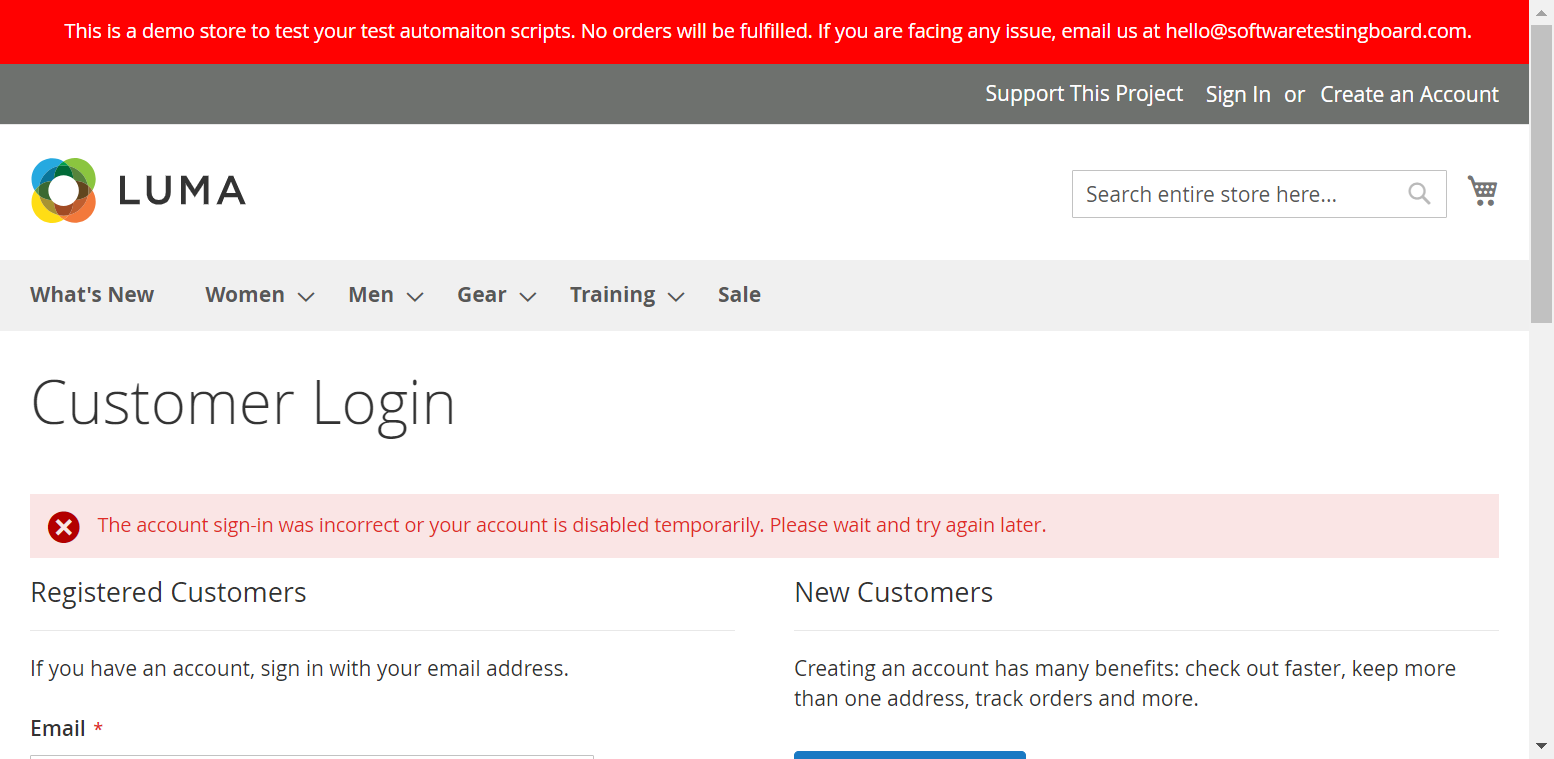 This is a demo store to test your test automaiton scripts. No orders will be fulfilled. If you are facing any issue, email us at hello@softwaretestingboard.com.
Support This Project Sign In or Create an Account
LUMA
Search entire store here...
What's New Women Men Gear Training Sale
Customer Login
The account sign-in was incorrect or your account is disabled temporarily. Please wait and try again later.
Registered Customers
If you have an account, sign in with your email address.
Email *
New Customers
Creating an account has many benefits: check out faster, keep more
than one address, track orders and more.